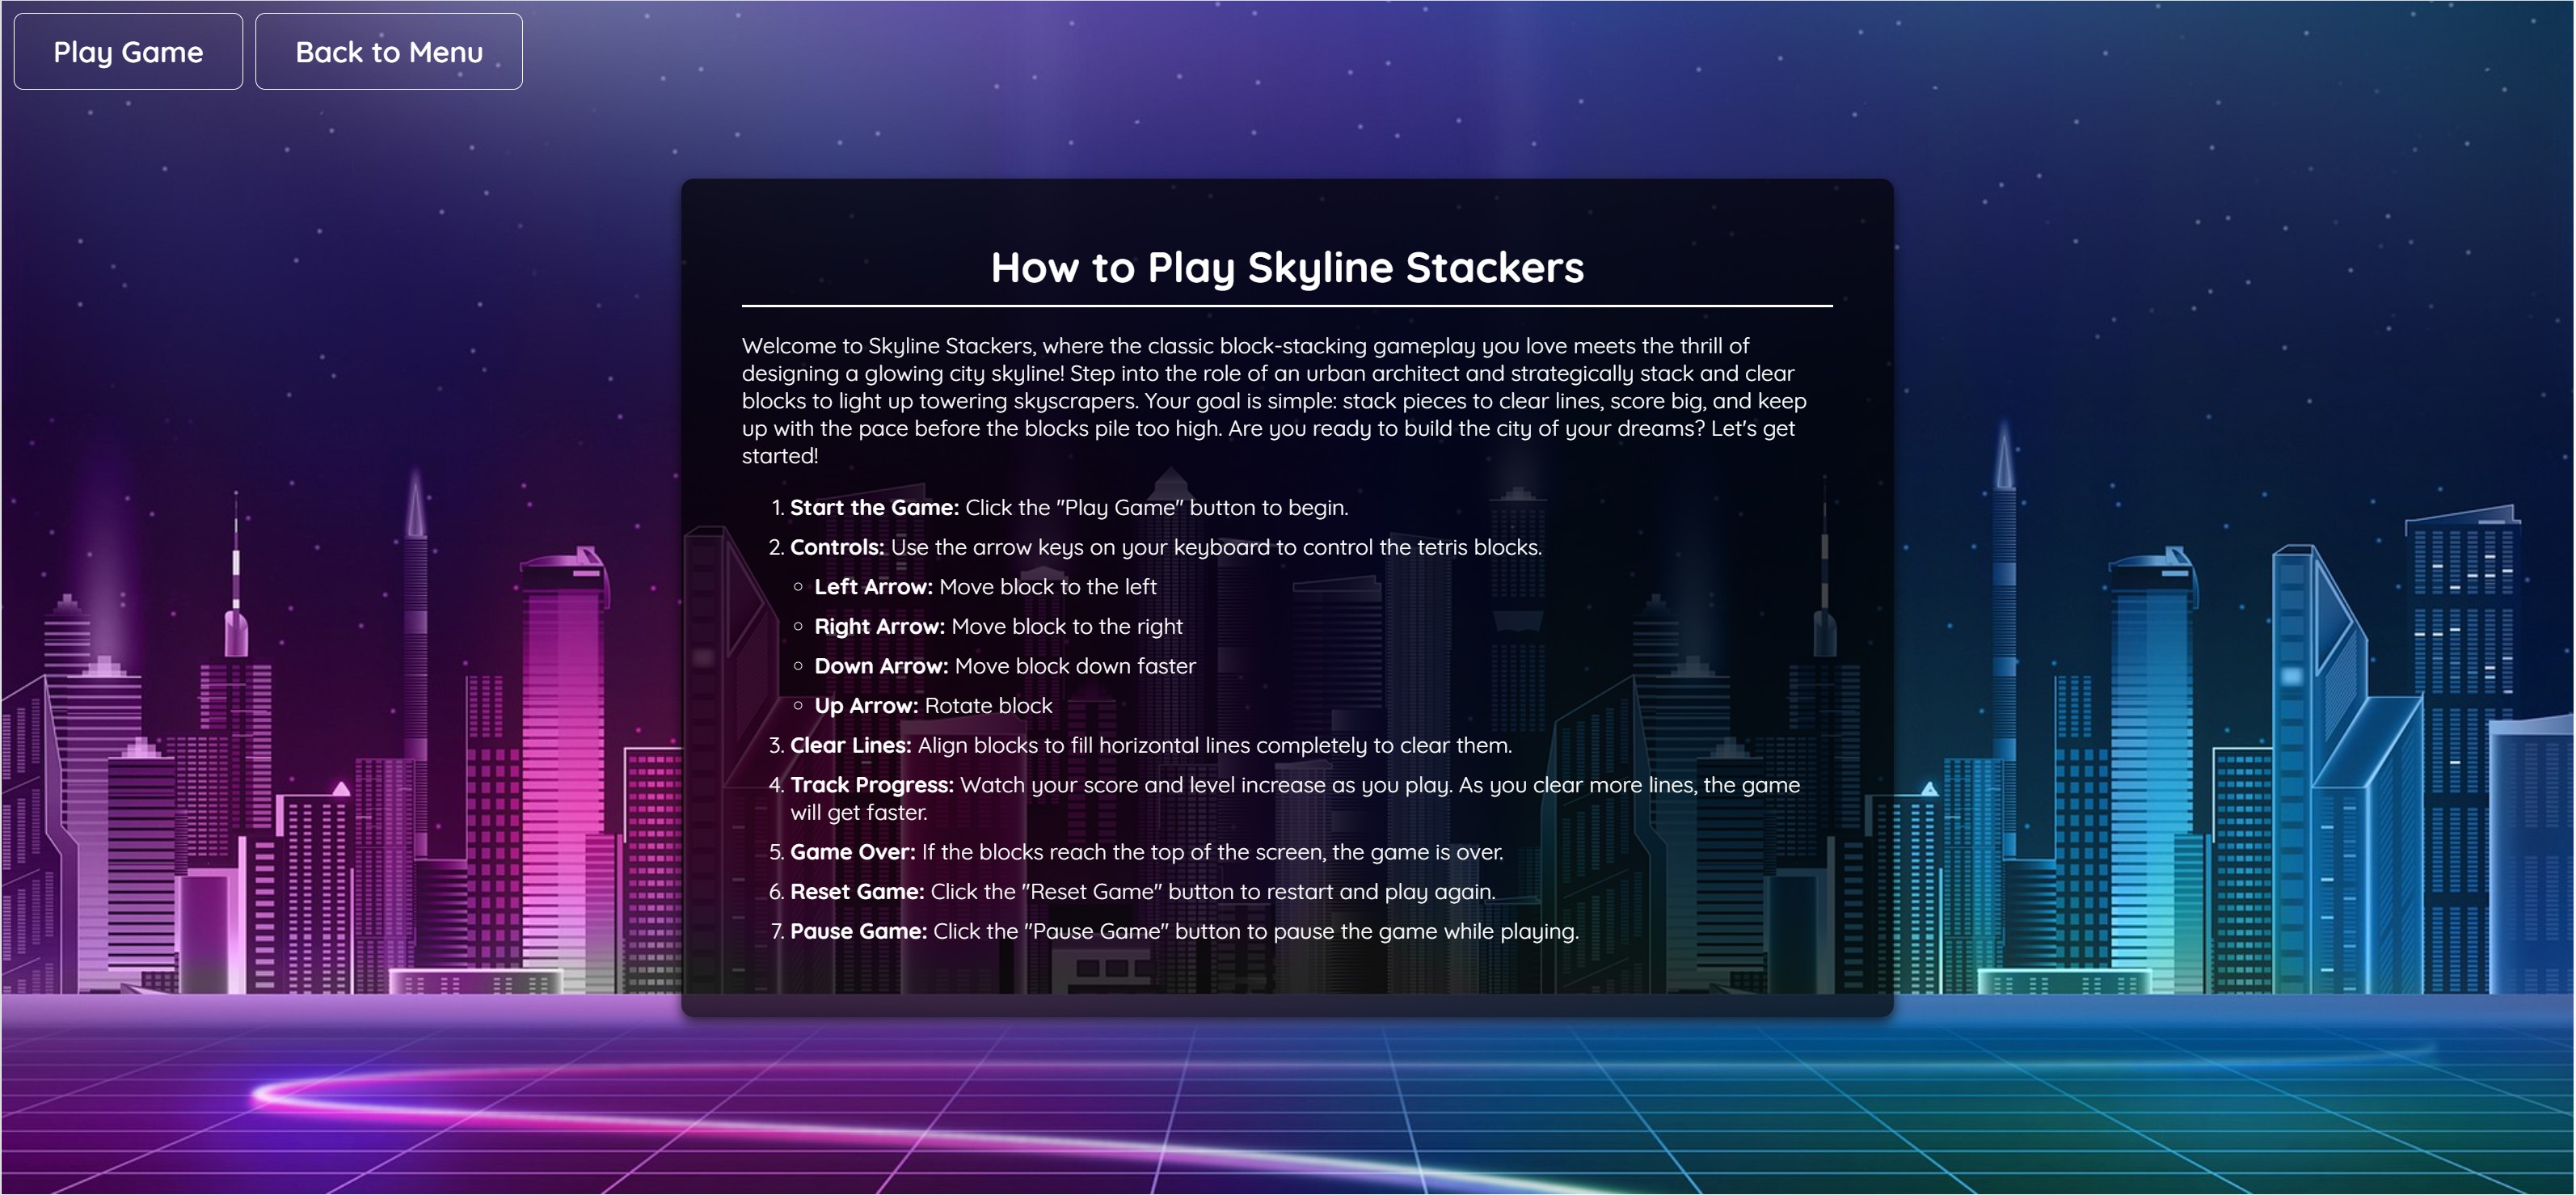 Play Game
Back to Menu
How to Play Skyline Stackers
Welcome to Skyline Stackers, where the classic block-stacking gameplay you love meets the thrill of
designing a glowing city skyline! Step into the role of an urban architect and strategically stack and clear
blocks to light up towering skyscrapers. Your goal is simple: stack pieces to clear lines, score big, and keep
up with the pace before the blocks pile too high. Are you ready to build the city of your dreams? Let's get
started!
1. Start the Game: Click the "Play Game" button to begin.
2. Controls: Use the arrow keys on your keyboard to control the tetris blocks.
○ Left Arrow: Move block to the left
○ Right Arrow: Move block to the right
○ Down Arrow: Move block down faster
○ Up Arrow: Rotate block
3. Clear Lines: Align blocks to fill horizontal lines completely to clear them.
4. Track Progress: Watch your score and level increase as you play. As you clear more lines, the game
will get faster.
5. Game Over: If the blocks reach the top of the screen, the game is over.
6. Reset Game: Click the "Reset Game" button to restart and play again.
7. Pause Game: Click the "Pause Game" button to pause the game while playing.